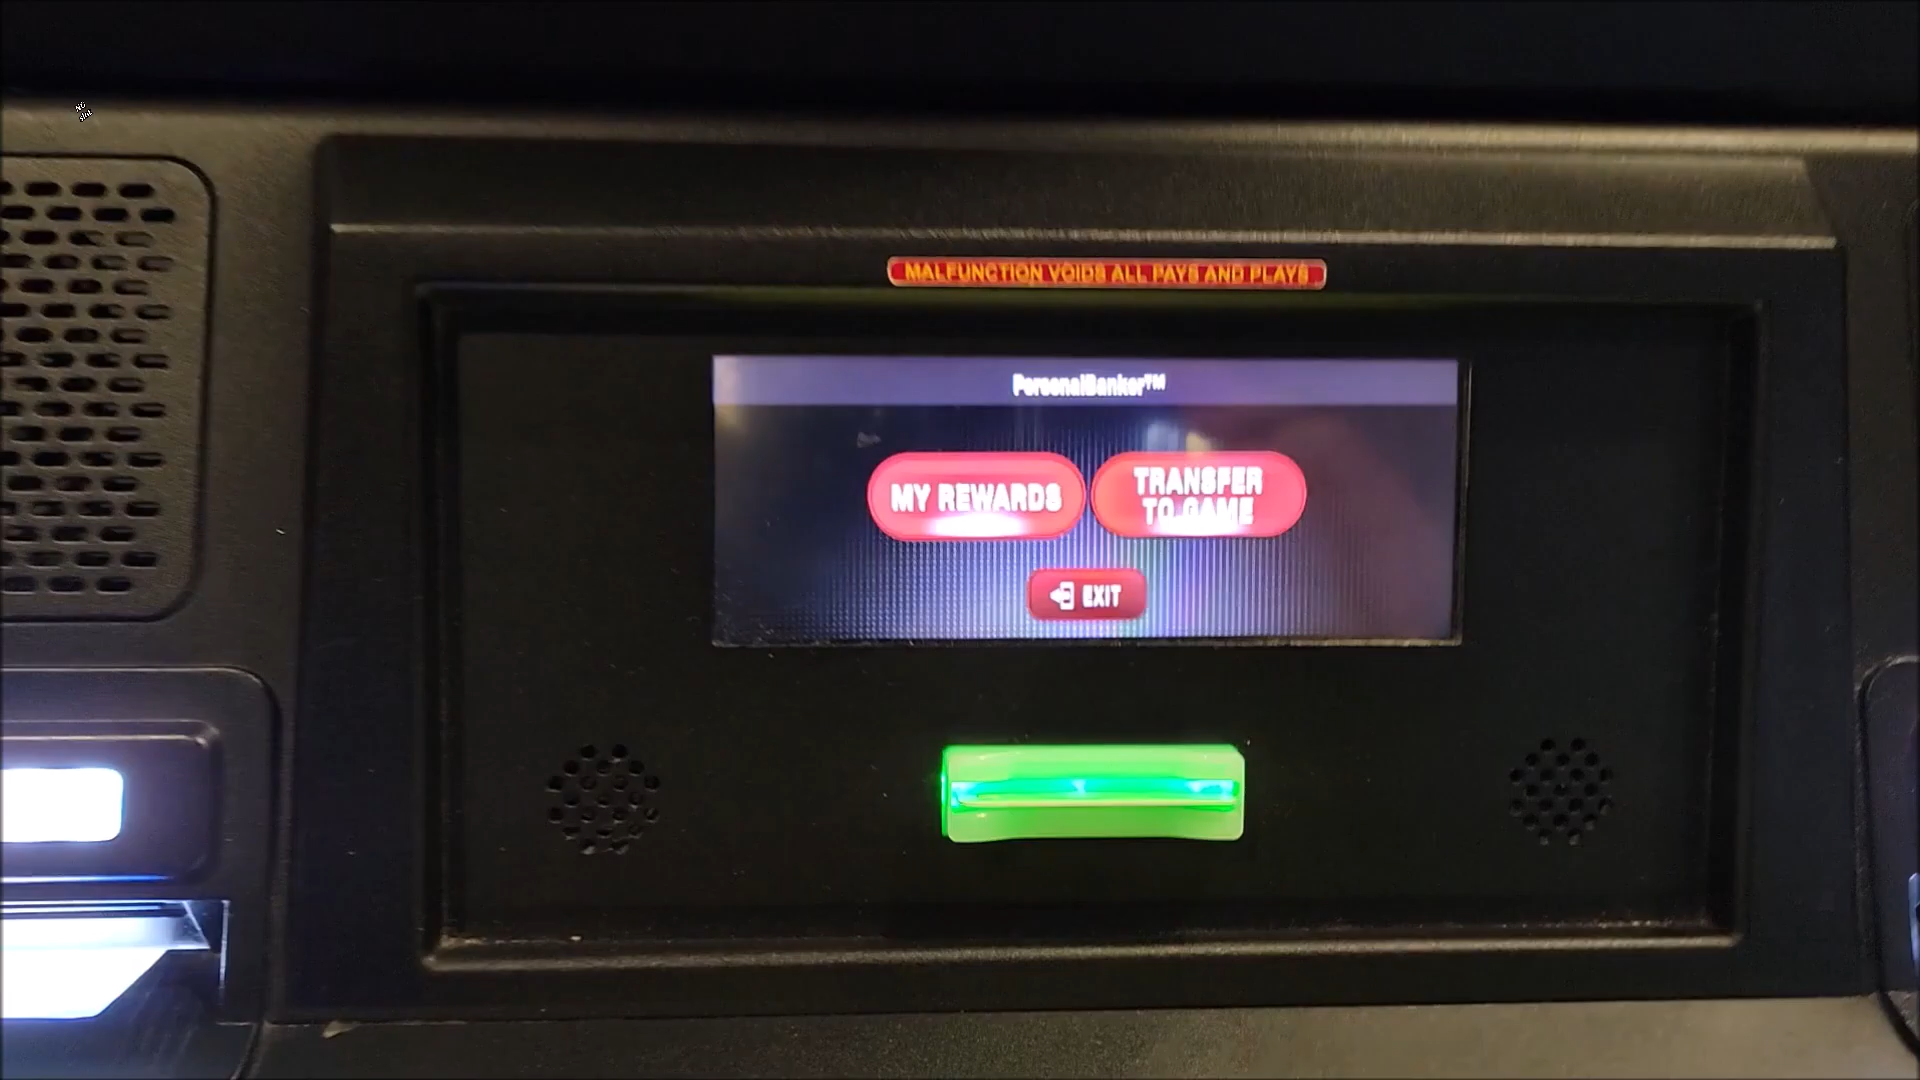 MALFUNCTION VOIDS ALL PAYS AND PLAYS
PersonalBanker™
MY REWARDS
TRANSFER
TO GAME
EXIT